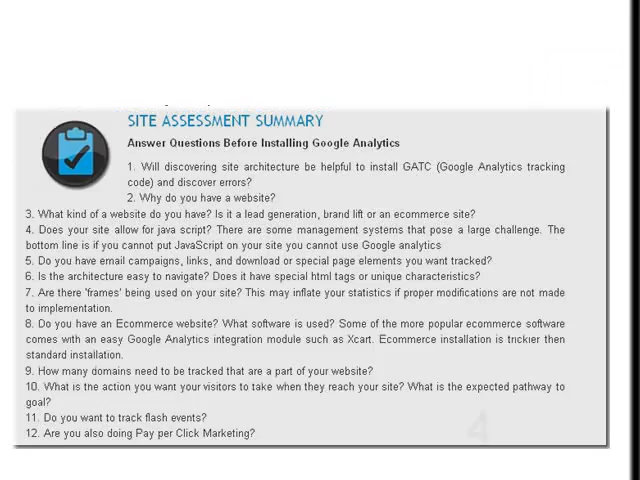 SITE ASSESSMENT SUMMARY
Answer Questions Before Installing Google Analytics
1. Will discovering site architecture be helpful to install GATC (Google Analytics tracking
code) and discover errors?
2. Why do you have a website?
3. What kind of a website do you have? Is it a lead generation, brand lift or an ecommerce site?
4. Does your site allow for java script? There are some management systems that pose a large challenge. The
bottom line is if you cannot put JavaScript on your site you cannot use Google analytics
5. Do you have email campaigns, links, and download or special page elements you want tracked?
6. Is the architecture easy to navigate? Does it have special html tags or unique characteristics?
7. Are there 'frames' being used on your site? This may inflate your statistics if proper modifications are not made
to implementation.
8. Do you have an Ecommerce website? What software is used? Some of the more popular ecommerce software
comes with an easy Google Analytics integration module such as Xcart. Ecommerce installation is trickier then
standard installation.
9. How many domains need to be tracked that are a part of your website?
10. What is the action you want your visitors to take when they reach your site? What is the expected pathway to
goal?
11. Do you want to track flash events?
12. Are you also doing Pay per Click Marketing?
4